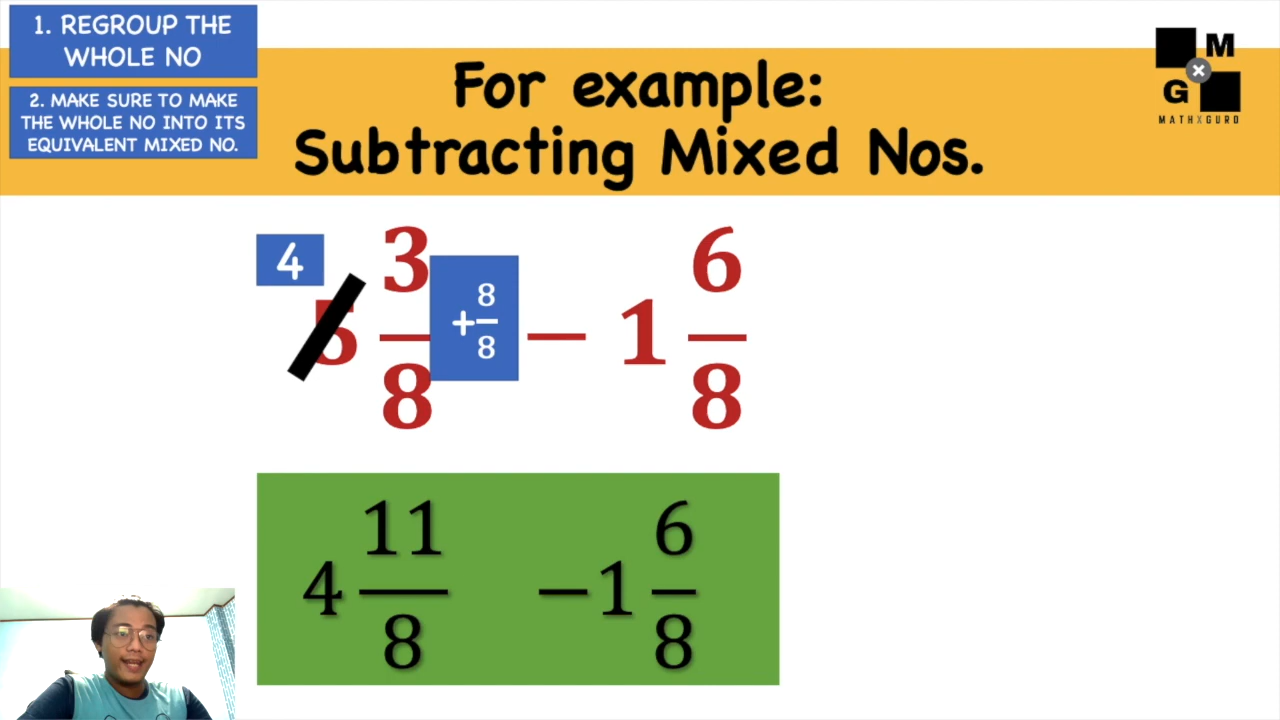 1. REGROUP THE
WHOLE NO
2. MAKE SURE TO MAKE
THE WHOLE NO INTO ITS
EQUIVALENT MIXED NO.
For example:
Subtracting Mixed Nos.
M
×
G
MATHXGURO
4
5 3/8 + 8/8 − 1 6/8
4 11/8 −1 6/8